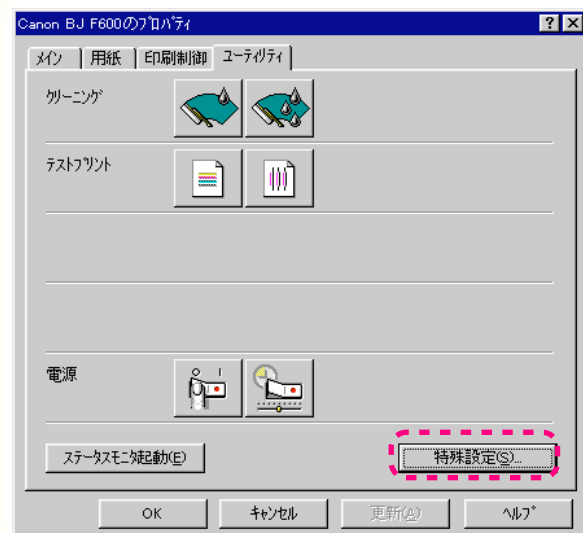 Canon BJ F600のﾌﾟﾛﾊﾟﾃｨ
ﾒｲﾝ 用紙 印刷制御 ﾕｰﾃｨﾘﾃｨ
ｸﾘｰﾆﾝｸﾞ
ﾃｽﾄﾌﾟﾘﾝﾄ
電源
ｽﾃｰﾀｽﾓﾆﾀ起動(E) 特殊設定(S)...
OK ｷｬﾝｾﾙ 更新(A) ﾍﾙﾌﾟ